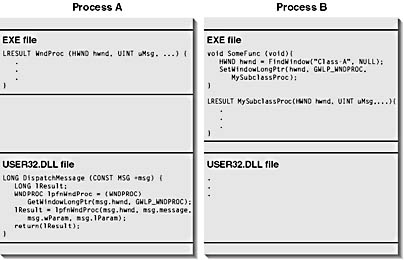 Process A
EXE file
LRESULT WndProc (HWND hwnd, UINT uMsg, ...) {
.
.
.
}
USER32.DLL file
LONG DispatchMessage (CONST MSG *msg) {
LONG lResult;
WNDPROC lpfnWndProc = (WNDPROC)
GetWindowLongPtr(msg.hwnd, GWLP_WNDPROC);
lResult = lpfnWndProc(msg.hwnd, msg.message,
msg.wParam, msg.lParam);
return(lResult);
}
Process B
EXE file
void SomeFunc (void){
HWND hwnd = FindWindow("Class-A", NULL);
SetWindowLongPtr(hwnd, GWLP_WNDPROC,
MySubclassProc);
}
LRESULT MySubclassProc(HWND hwnd, UINT uMsg,...){
.
.
.
}
USER32.DLL file
.
.
.